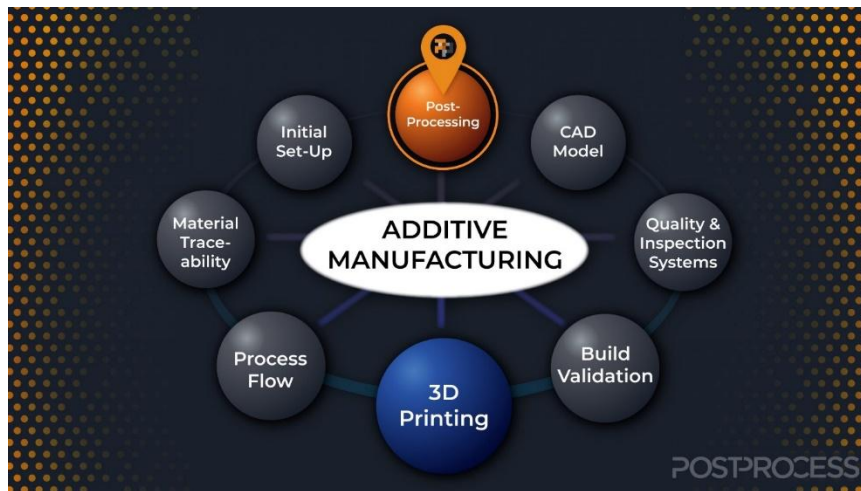 Post-
Processing
Initial
Set-Up
CAD
Model
ADDITIVE
MANUFACTURING
Material
Trace-
ability
Quality &
Inspection
Systems
Process
Flow
3D
Printing
Build
Validation
POSTPROCESS